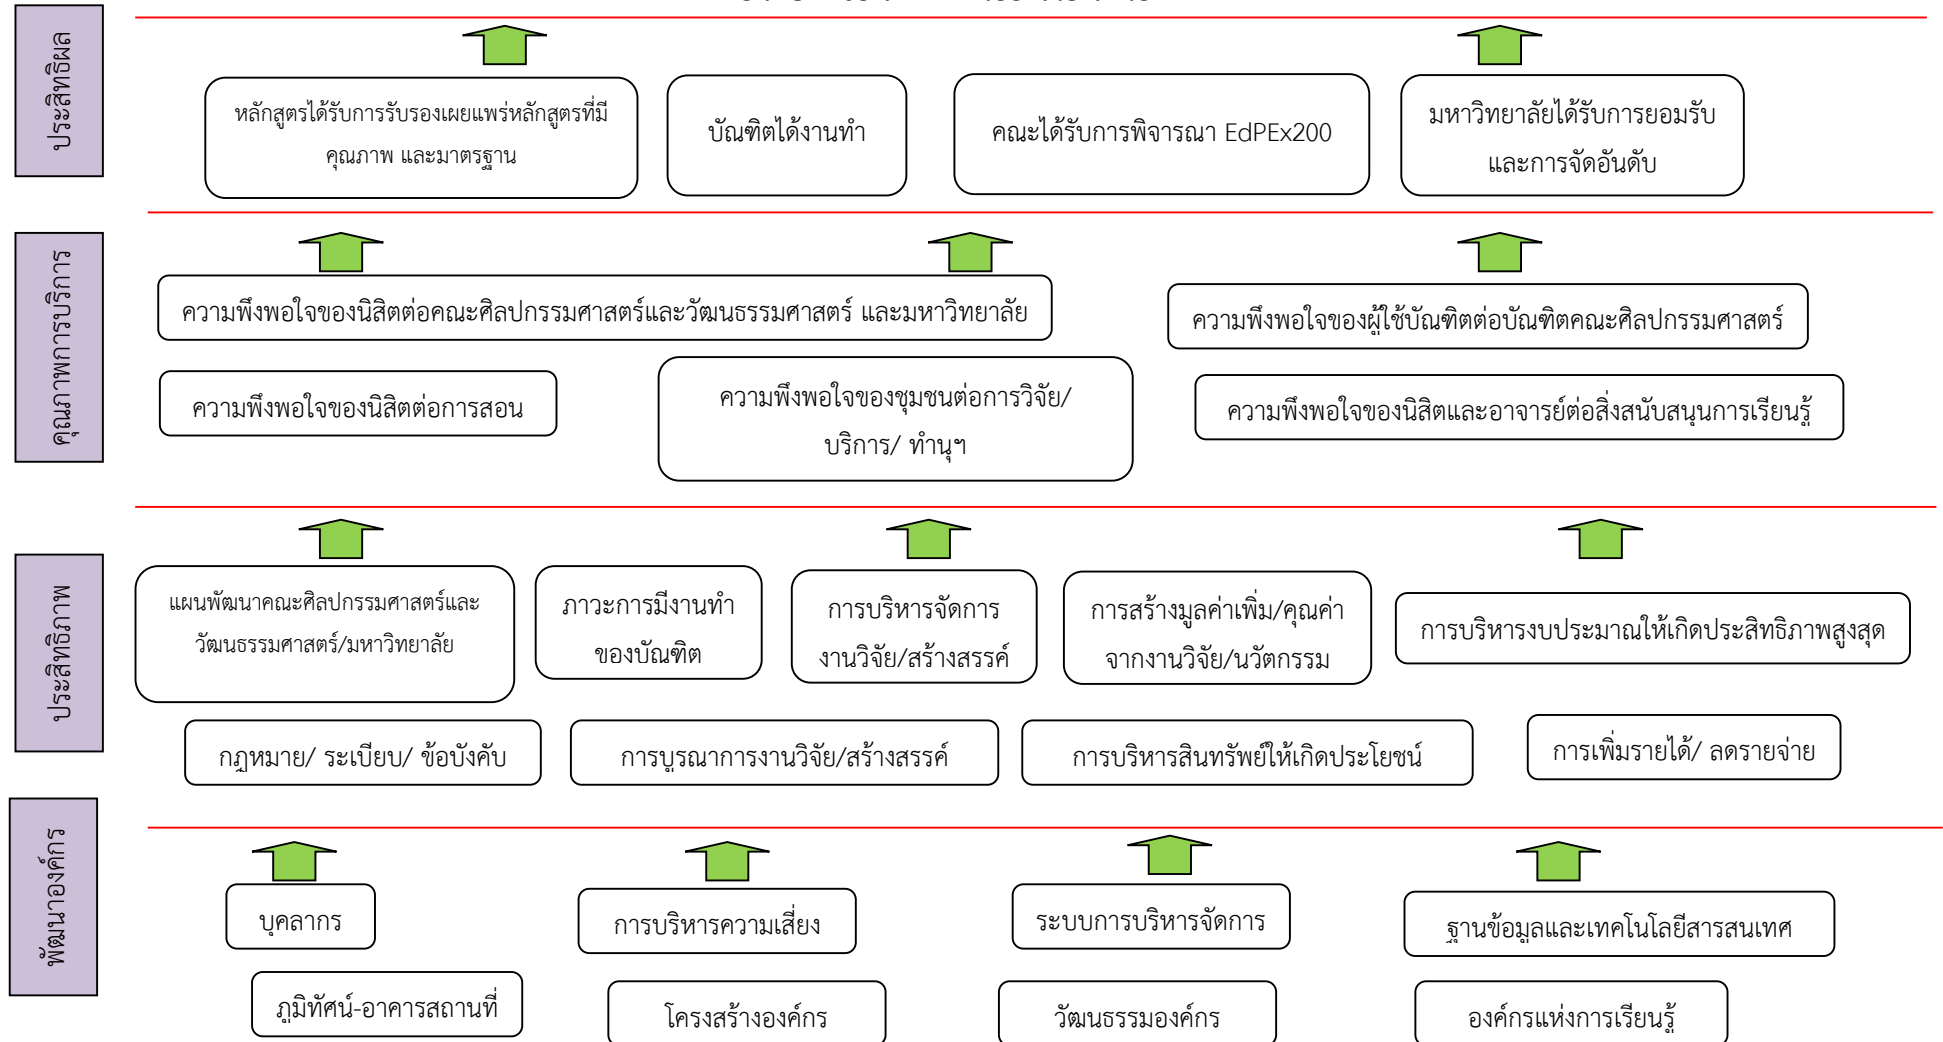 ประสิทธิผล
หลักสูตรได้รับการรับรองเผยแพร่หลักสูตรที่มี
คุณภาพ และมาตรฐาน
บัณฑิตได้งานทำ
คณะได้รับการพิจารณา EdPEx200
มหาวิทยาลัยได้รับการยอมรับ
และการจัดอันดับ
คุณภาพการบริการ
ความพึงพอใจของนิสิตต่อคณะศิลปกรรมศาสตร์และวัฒนธรรมศาสตร์ และมหาวิทยาลัย
ความพึงพอใจของผู้ใช้บัณฑิตต่อบัณฑิตคณะศิลปกรรมศาสตร์
ความพึงพอใจของนิสิตต่อการสอน
ความพึงพอใจของชุมชนต่อการวิจัย/
บริการ/ ทำนุฯ
ความพึงพอใจของนิสิตและอาจารย์ต่อสิ่งสนับสนุนการเรียนรู้
ประสิทธิภาพ
แผนพัฒนาคณะศิลปกรรมศาสตร์และ
วัฒนธรรมศาสตร์/มหาวิทยาลัย
ภาวะการมีงานทำ
ของบัณฑิต
การบริหารจัดการ
งานวิจัย/สร้างสรรค์
การสร้างมูลค่าเพิ่ม/คุณค่า
จากงานวิจัย/นวัตกรรม
การบริหารงบประมาณให้เกิดประสิทธิภาพสูงสุด
กฎหมาย/ ระเบียบ/ ข้อบังคับ
การบูรณาการงานวิจัย/สร้างสรรค์
การบริหารสินทรัพย์ให้เกิดประโยชน์
การเพิ่มรายได้/ ลดรายจ่าย
พัฒนาองค์กร
บุคลากร
การบริหารความเสี่ยง
ระบบการบริหารจัดการ
ฐานข้อมูลและเทคโนโลยีสารสนเทศ
ภูมิทัศน์-อาคารสถานที่
โครงสร้างองค์กร
วัฒนธรรมองค์กร
องค์กรแห่งการเรียนรู้